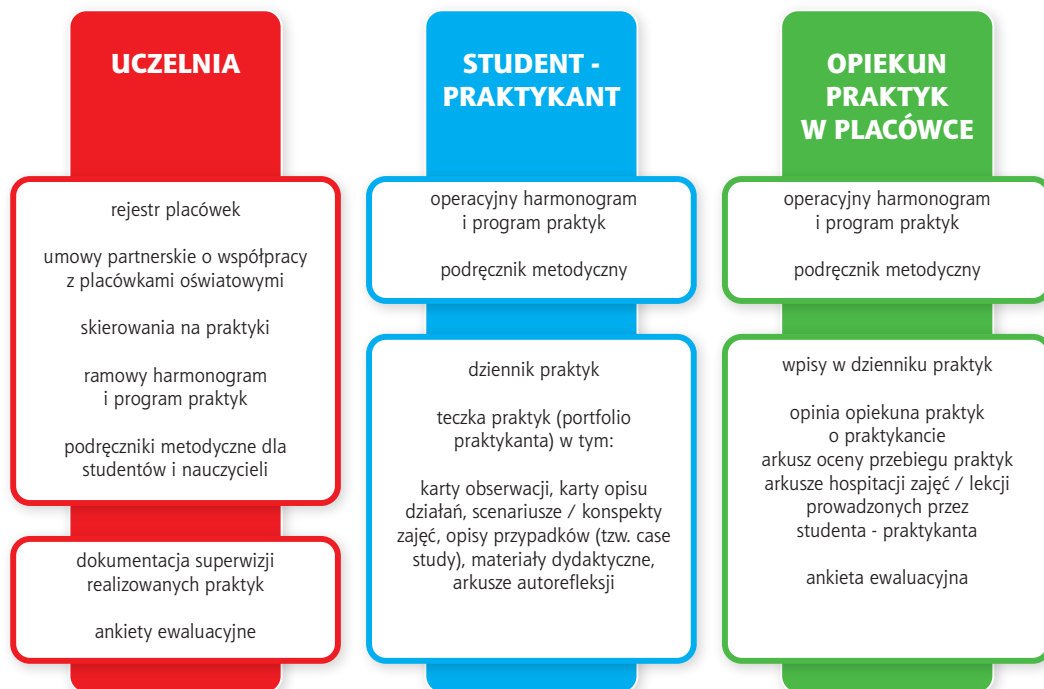 UCZELNIA
rejestr placówek
umowy partnerskie o współpracy
z placówkami oświatowymi
skierowania na praktyki
ramowy harmonogram
i program praktyk
podręczniki metodyczne dla
studentów i nauczycieli
dokumentacja superwizji
realizowanych praktyk
ankiety ewaluacyjne
STUDENT -
PRAKTYKANT
operacyjny harmonogram
i program praktyk
podręcznik metodyczny
dziennik praktyk
teczka praktyk (portfolio
praktykanta) w tym:
karty obserwacji, karty opisu
działań, scenariusze / konspekty
zajęć, opisy przypadków (tzw. case
study), materiały dydaktyczne,
arkusze autorefleksji
OPIEKUN
PRAKTYK
W PLACÓWCE
operacyjny harmonogram
i program praktyk
podręcznik metodyczny
wpisy w dzienniku praktyk
opinia opiekuna praktyk
o praktykancie
arkusz oceny przebiegu praktyk
arkusze hospitacji zajęć / lekcji
prowadzonych przez
studenta - praktykanta
ankieta ewaluacyjna